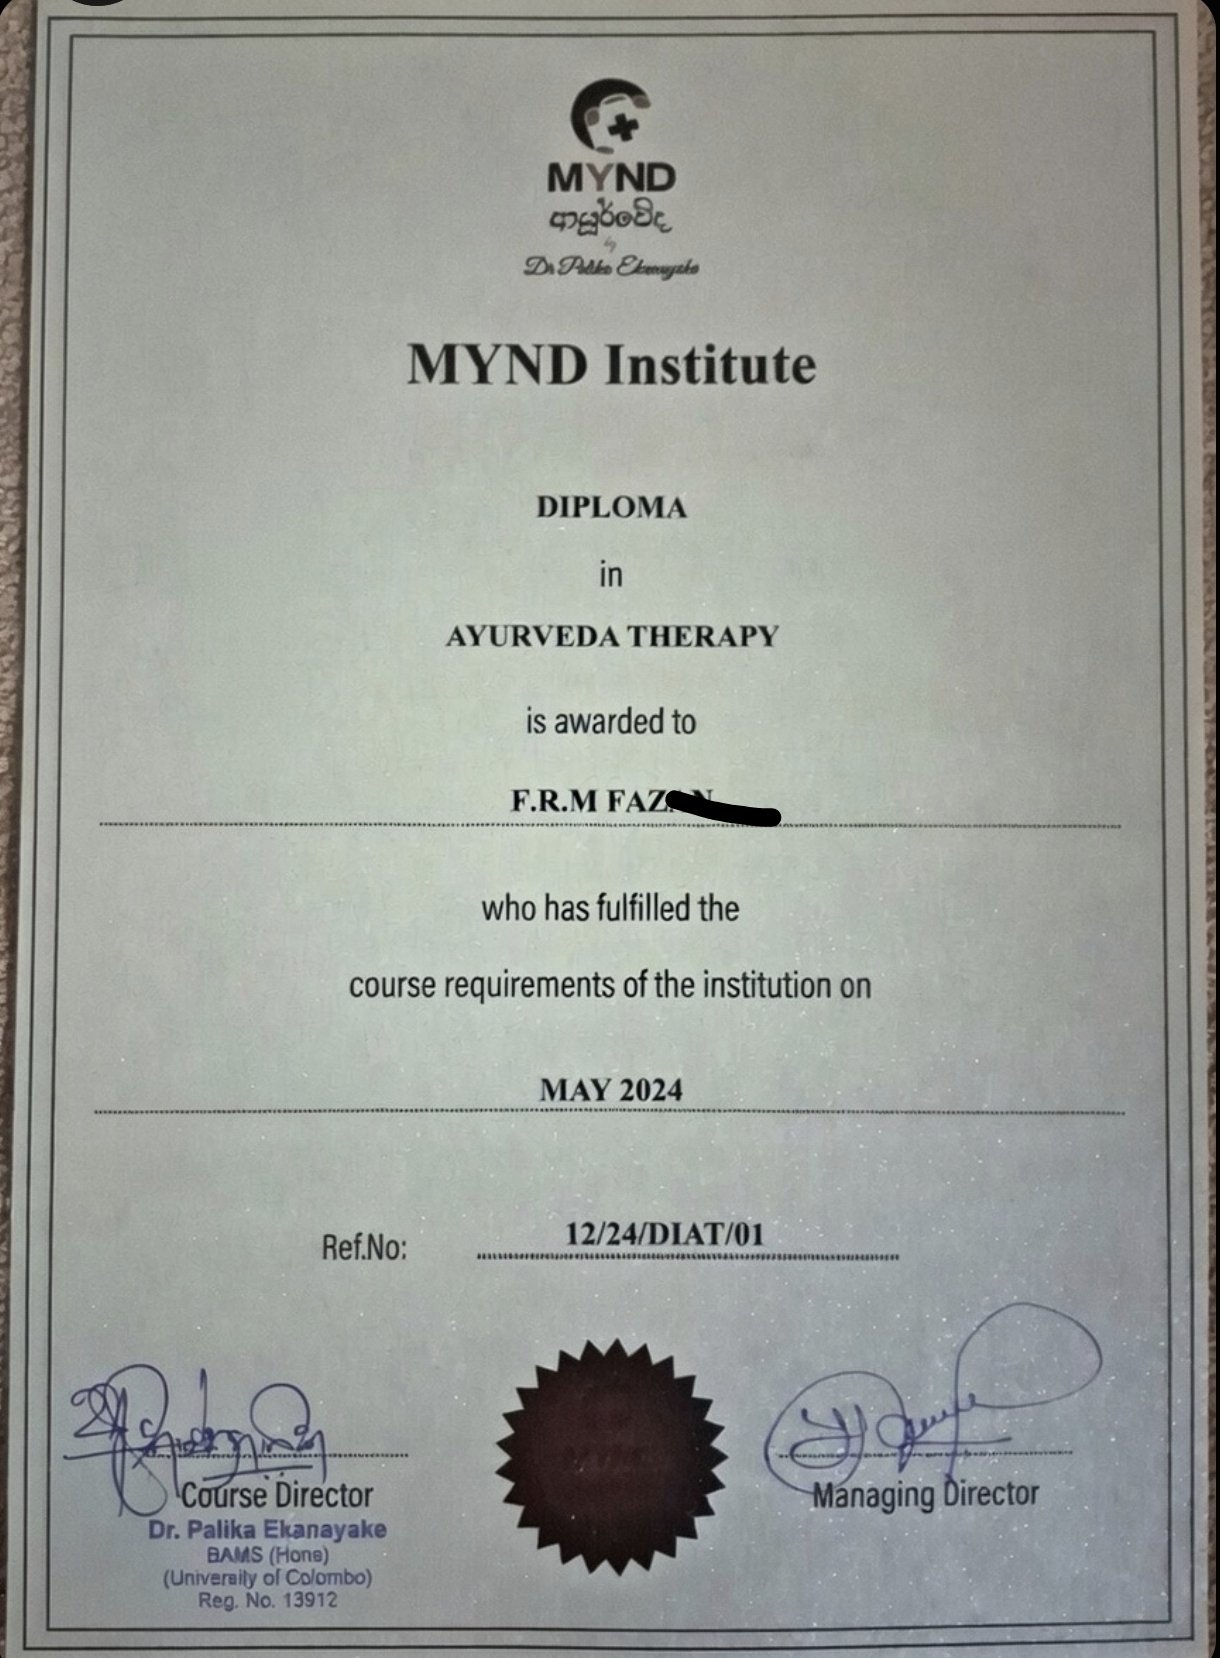 MYND
ආයුර්වේද
by
Dr Palika Ekanayake
MYND Institute
DIPLOMA
in
AYURVEDA THERAPY
is awarded to
F.R.M
who has fulfilled the
course requirements of the institution on
MAY 2024
Ref.No: 12/24/DIAT/01
Course Director
Managing Director
Dr. Palika Ekanayake
BAMS (Hons)
(University of Colombo)
Reg. No. 13912